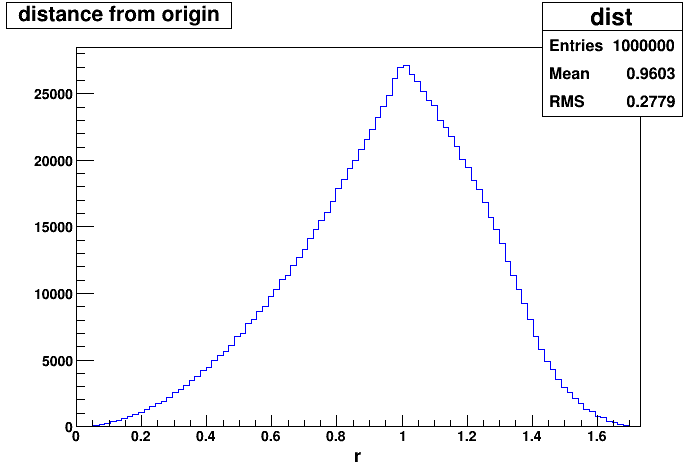 distance from origin
dist
Entries 1000000
Mean 0.9603
RMS 0.2779
25000
20000
15000
10000
5000
0
0 0.2 0.4 0.6 0.8 1 1.2 1.4 1.6
r